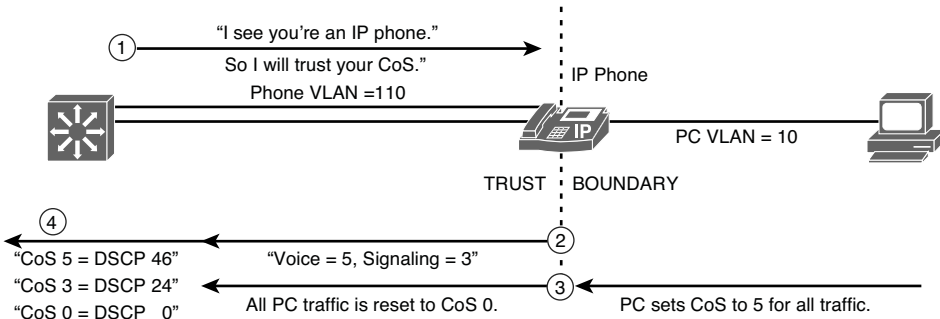 1
“I see you’re an IP phone.”
So I will trust your CoS.”
Phone VLAN =110
IP Phone
IP
PC VLAN = 10
TRUST BOUNDARY
4
2
“CoS 5 = DSCP 46”
“Voice = 5, Signaling = 3”
“CoS 3 = DSCP 24”
3
All PC traffic is reset to CoS 0.
PC sets CoS to 5 for all traffic.
“CoS 0 = DSCP 0”